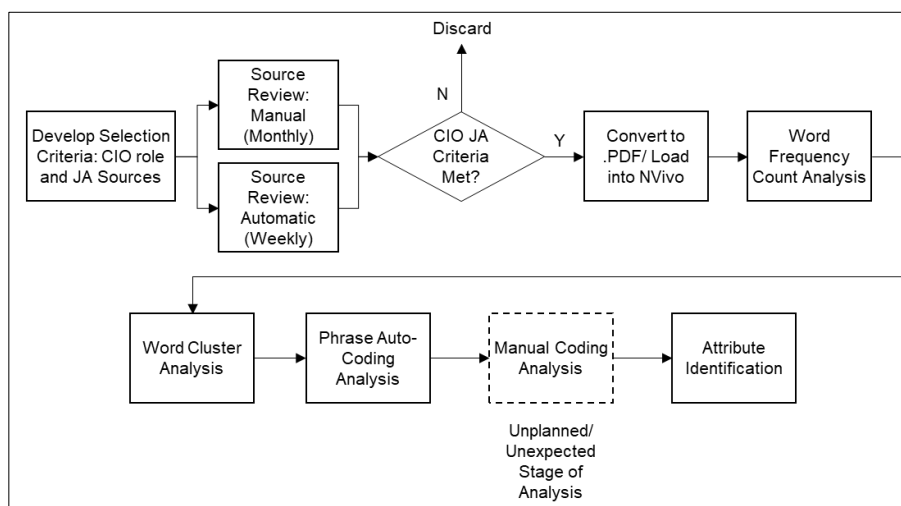 Discard
Source
Review:
Manual
(Monthly)
N
Develop Selection
Criteria: CIO role
and JA Sources
CIO JA
Criteria
Met?
Y
Convert to
.PDF/ Load
into NVivo
Word
Frequency
Count Analysis
Source
Review:
Automatic
(Weekly)
Word Cluster
Analysis
Phrase Auto-
Coding
Analysis
Manual Coding
Analysis
Attribute
Identification
Unplanned/
Unexpected
Stage of
Analysis